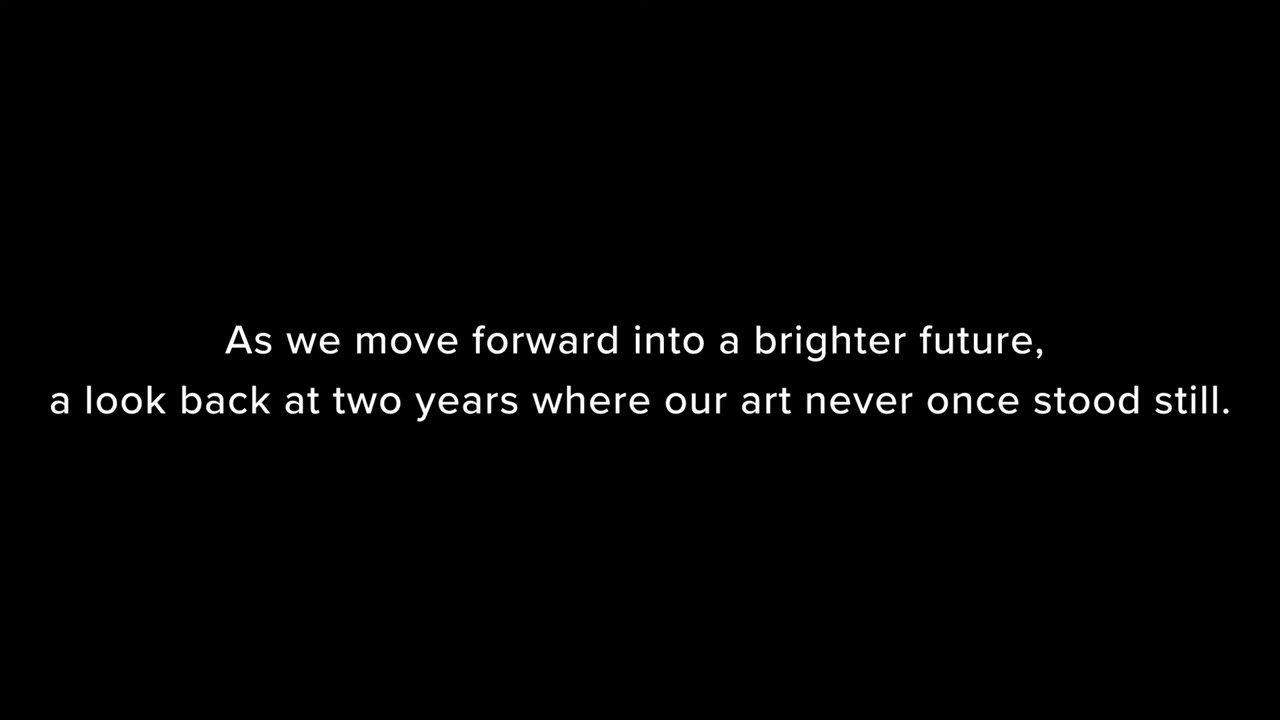 As we move forward into a brighter future,
a look back at two years where our art never once stood still.